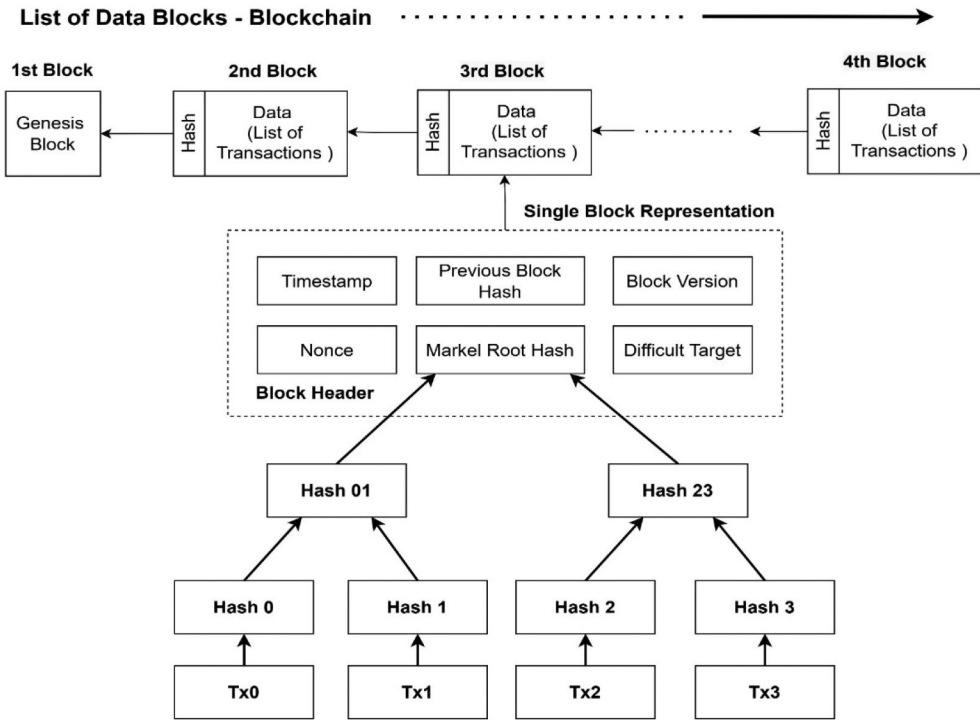 List of Data Blocks - Blockchain
1st Block
2nd Block
3rd Block
4th Block
Genesis
Block
Hash
Data
(List of
Transactions )
Hash
Data
(List of
Transactions )
Hash
Data
(List of
Transactions )
Single Block Representation
Timestamp
Previous Block
Hash
Block Version
Nonce
Markel Root Hash
Difficult Target
Block Header
Hash 01
Hash 23
Hash 0
Hash 1
Hash 2
Hash 3
Tx0
Tx1
Tx2
Tx3